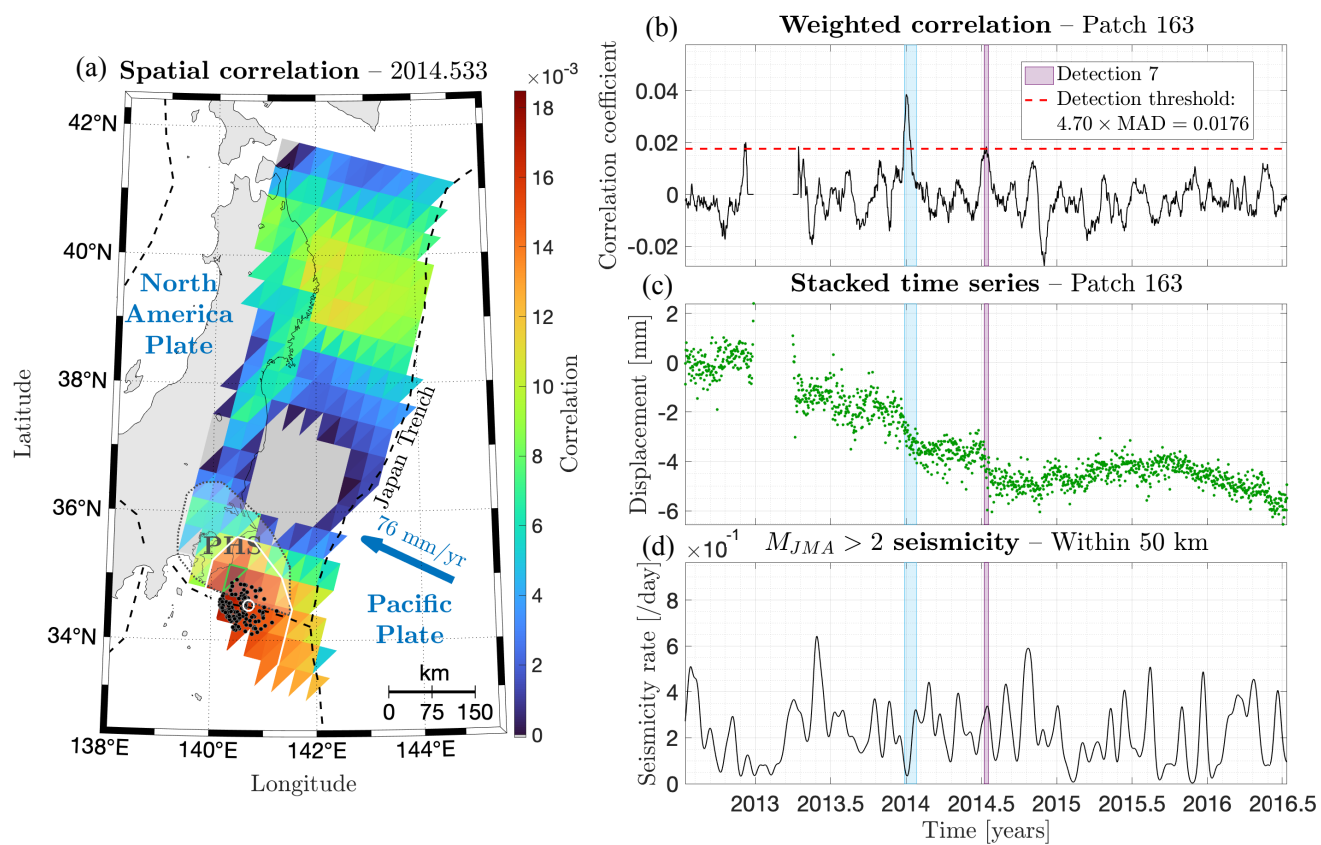 (a) Spatial correlation – 2014.533
×10⁻³
42°N
40°N
38°N
36°N
34°N
Latitude
North
America
Plate
Japan Trench
PHS
76 mm/yr
Pacific
Plate
km
0 75 150
138°E 140°E 142°E 144°E
Longitude
18
16
14
12
10
8
6
4
2
0
Correlation
(b) Weighted correlation – Patch 163
Correlation coefficient
0.04
0.02
0
-0.02
Detection 7
Detection threshold:
4.70 × MAD = 0.0176
(c) Stacked time series – Patch 163
Displacement [mm]
2
0
-2
-4
-6
(d) ×10⁻¹ M_JMA > 2 seismicity – Within 50 km
Seismicity rate [/day]
8
6
4
2
0
2013 2013.5 2014 2014.5 2015 2015.5 2016 2016.5
Time [years]